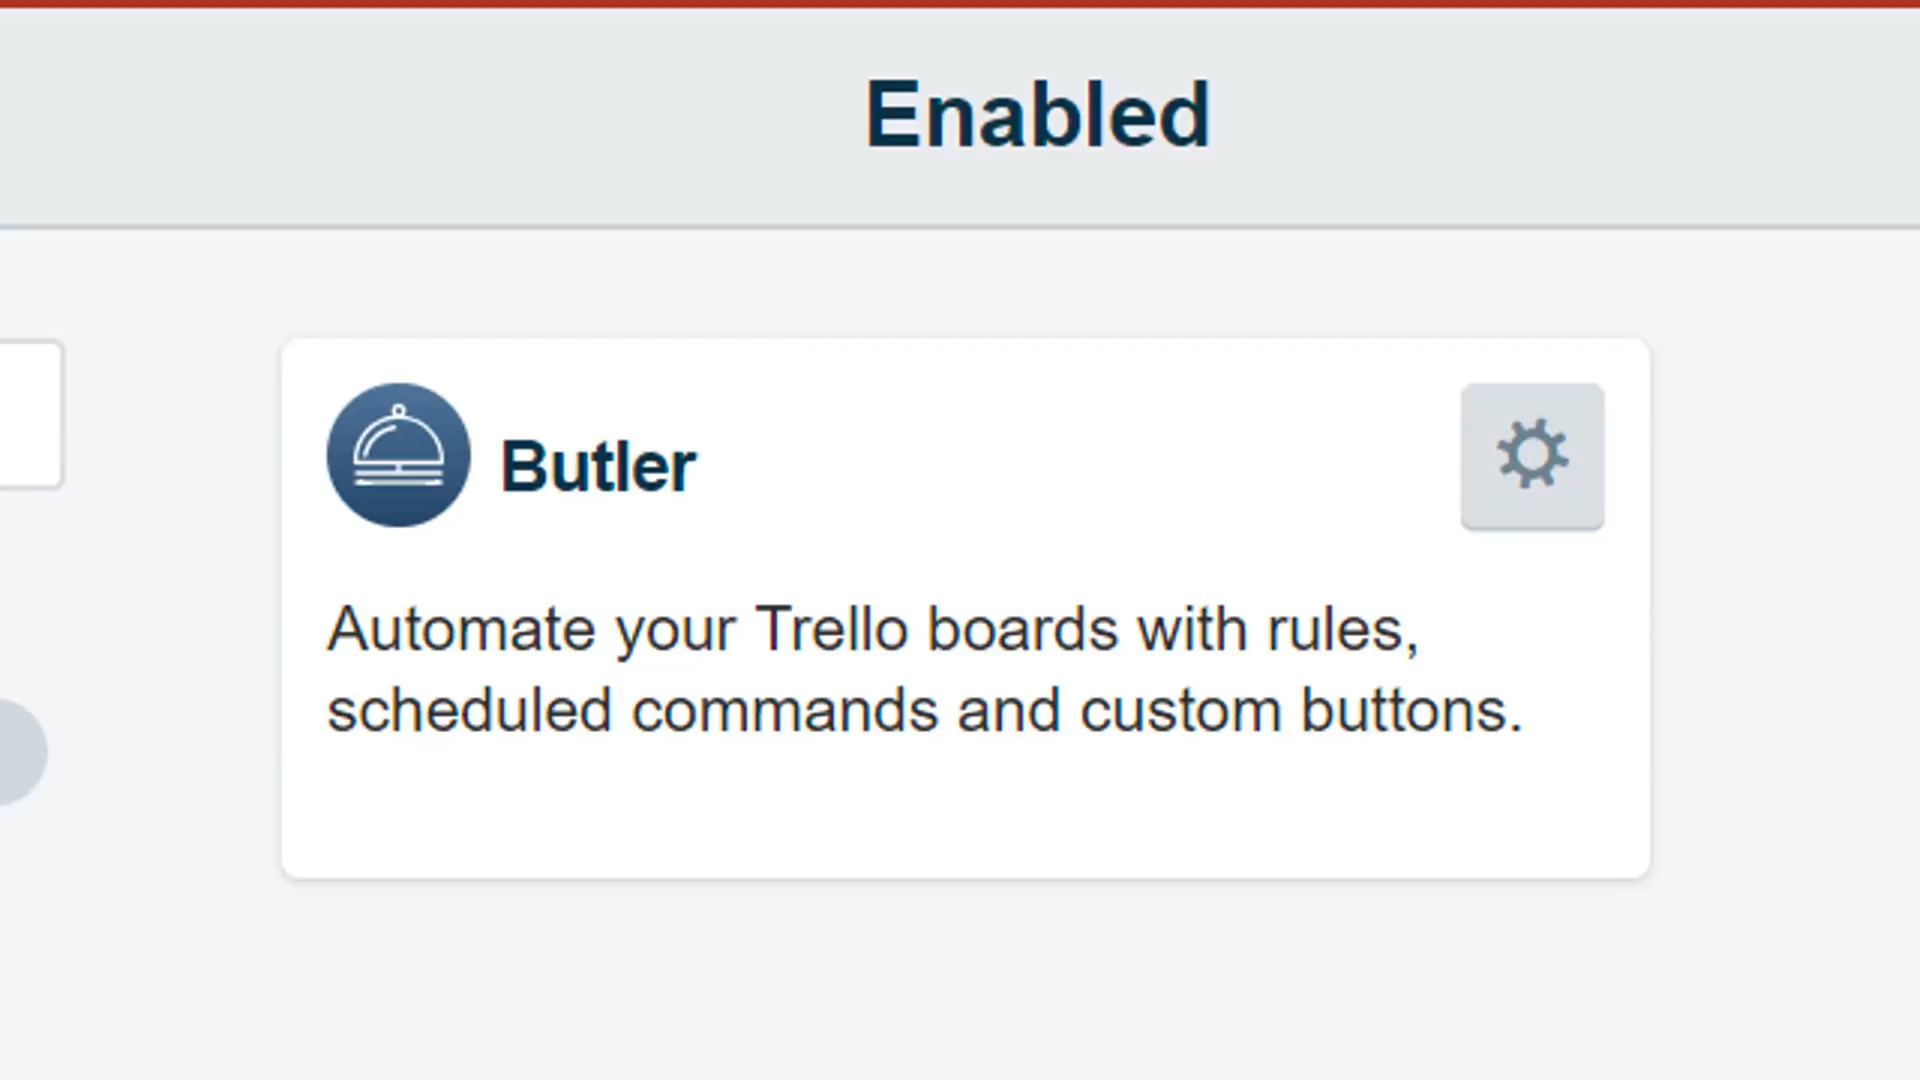 Enabled
Butler
Automate your Trello boards with rules,
scheduled commands and custom buttons.